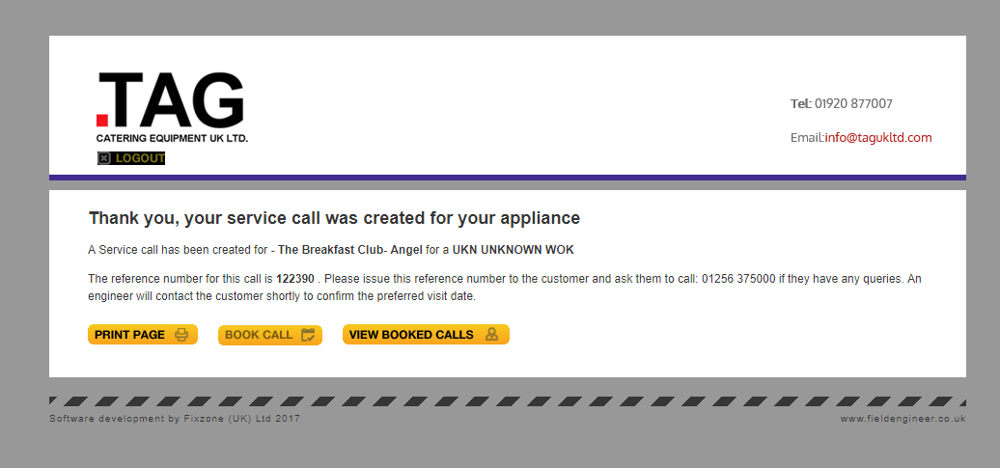 .TAG
CATERING EQUIPMENT UK LTD.
LOGOUT
Tel: 01920 877007
Email:info@tagukltd.com
Thank you, your service call was created for your appliance
A Service call has been created for - The Breakfast Club- Angel for a UKN UNKNOWN WOK
The reference number for this call is 122390 . Please issue this reference number to the customer and ask them to call: 01256 375000 if they have any queries. An
engineer will contact the customer shortly to confirm the preferred visit date.
PRINT PAGE
BOOK CALL
VIEW BOOKED CALLS
Software development by Fixzone (UK) Ltd 2017
www.fieldengineer.co.uk